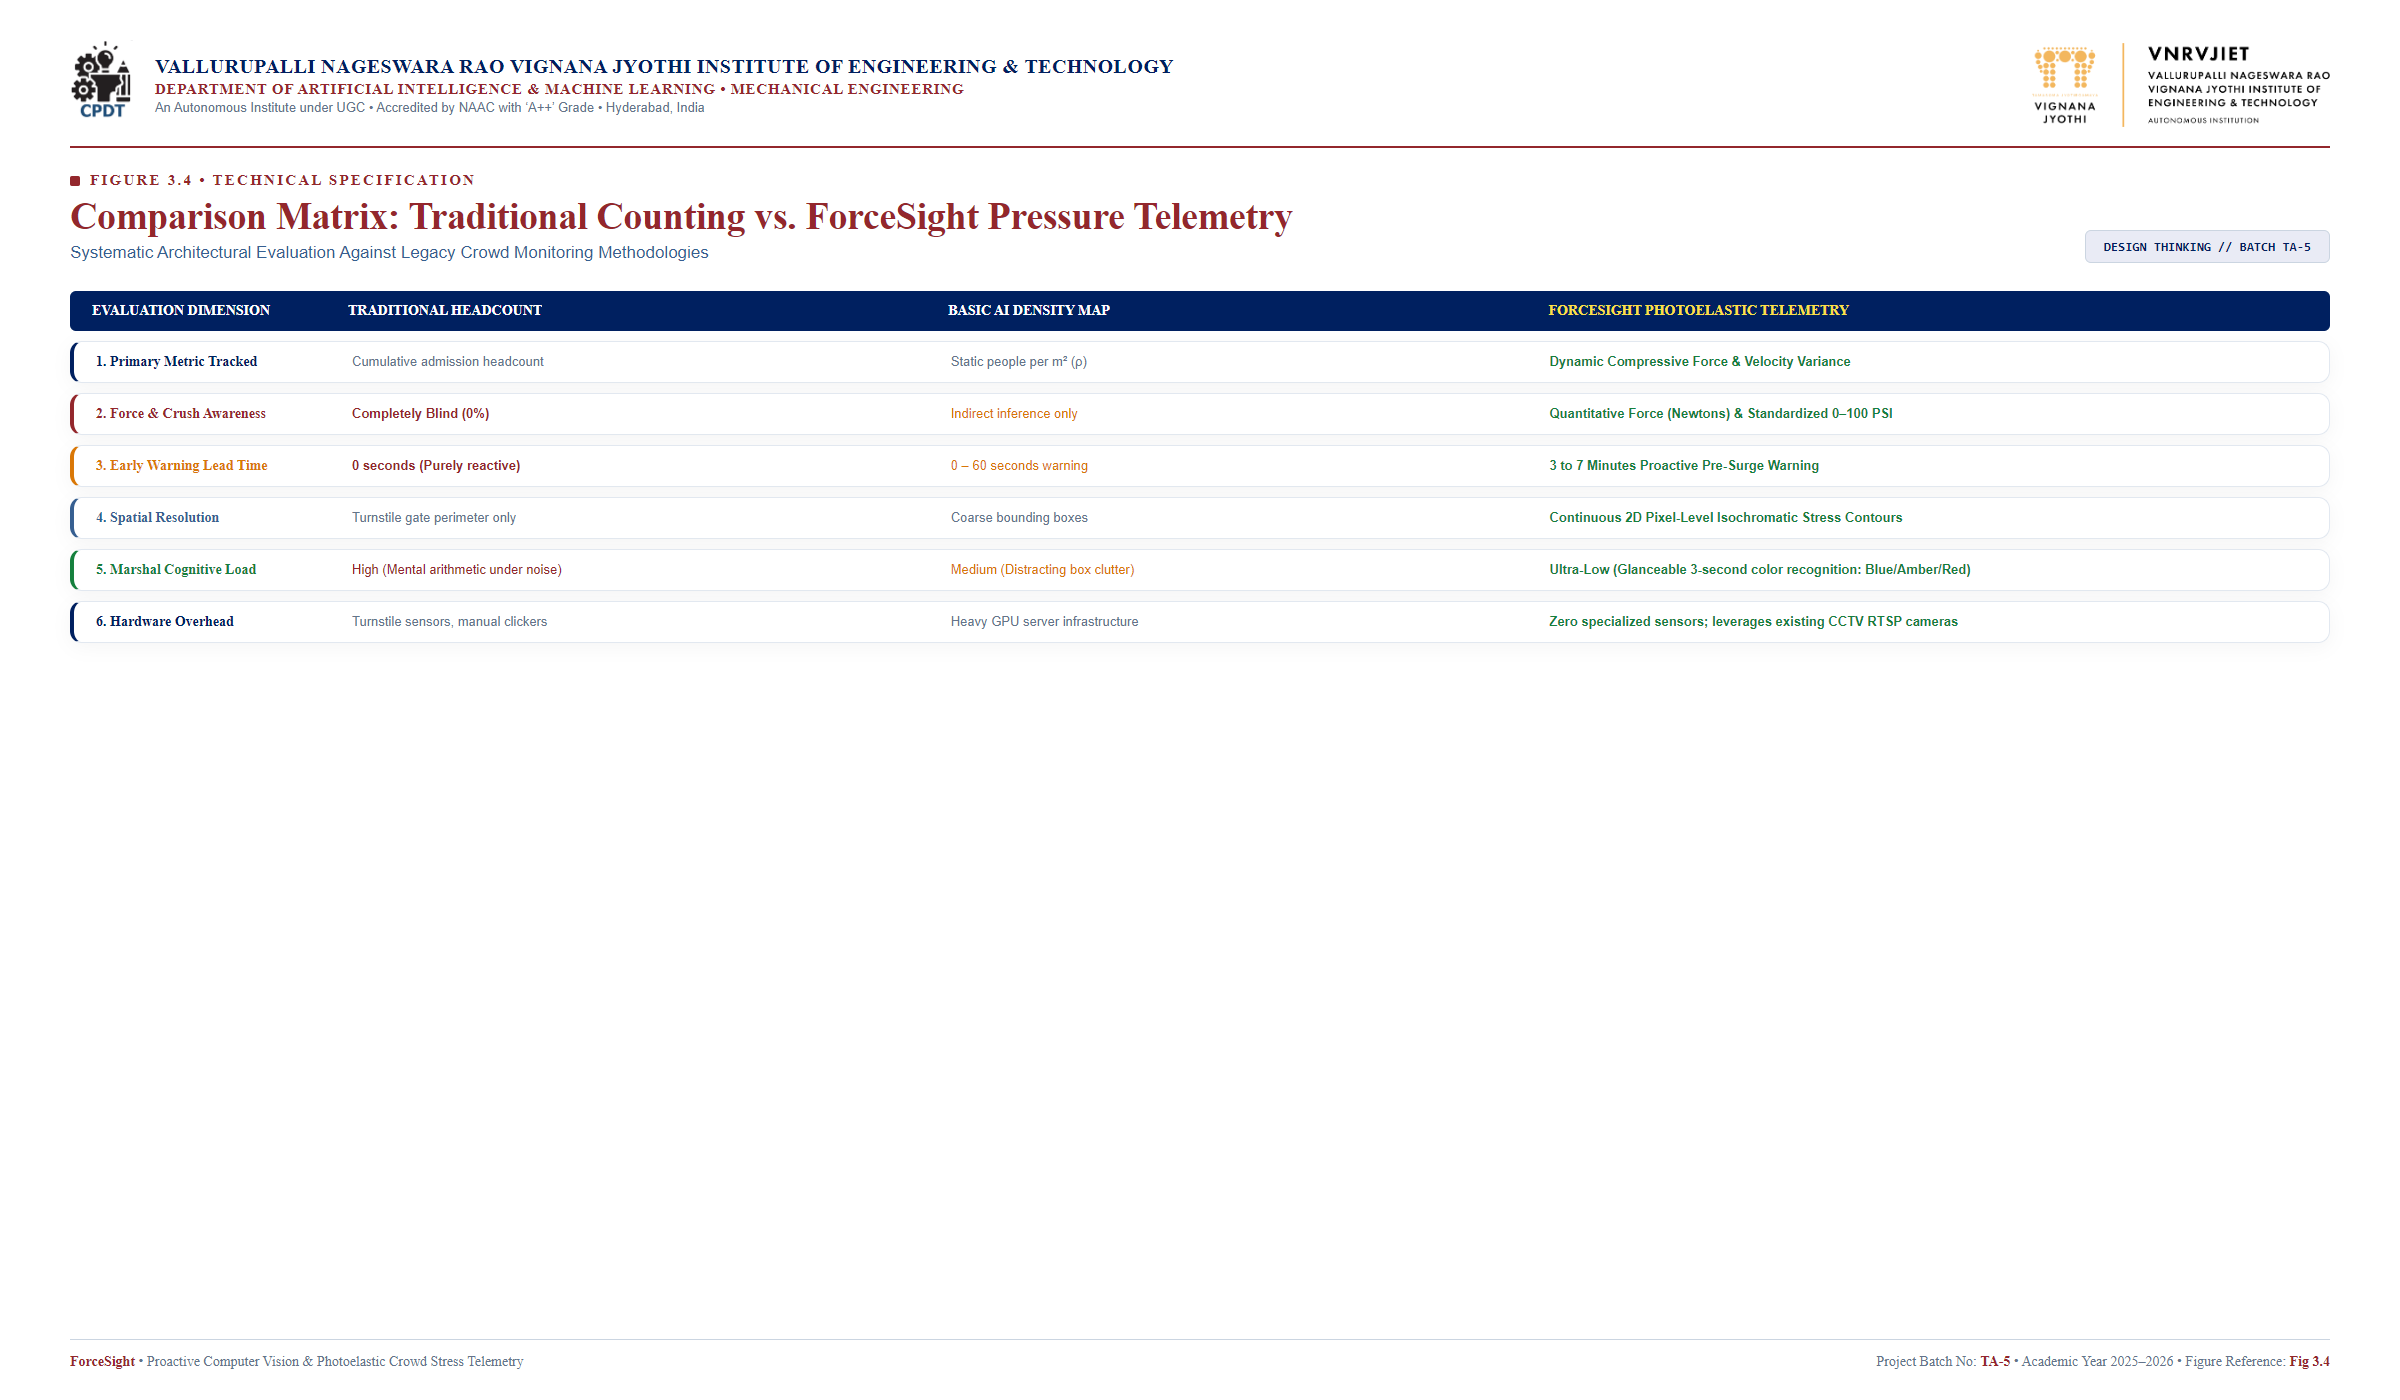 CPDT
VALLURUPALLI NAGESWARA RAO VIGNANA JYOTHI INSTITUTE OF ENGINEERING & TECHNOLOGY
DEPARTMENT OF ARTIFICIAL INTELLIGENCE & MACHINE LEARNING • MECHANICAL ENGINEERING
An Autonomous Institute under UGC • Accredited by NAAC with ‘A++’ Grade • Hyderabad, India
VIGNANA
JYOTHI
VNRVJIET
VALLURUPALLI NAGESWARA RAO
VIGNANA JYOTHI INSTITUTE OF
ENGINEERING & TECHNOLOGY
AUTONOMOUS INSTITUTION
FIGURE 3.4 • TECHNICAL SPECIFICATION
Comparison Matrix: Traditional Counting vs. ForceSight Pressure Telemetry
Systematic Architectural Evaluation Against Legacy Crowd Monitoring Methodologies
DESIGN THINKING // BATCH TA-5
EVALUATION DIMENSION TRADITIONAL HEADCOUNT BASIC AI DENSITY MAP FORCESIGHT PHOTOELASTIC TELEMETRY
1. Primary Metric Tracked Cumulative admission headcount Static people per m² (ρ) Dynamic Compressive Force & Velocity Variance
2. Force & Crush Awareness Completely Blind (0%) Indirect inference only Quantitative Force (Newtons) & Standardized 0–100 PSI
3. Early Warning Lead Time 0 seconds (Purely reactive) 0 – 60 seconds warning 3 to 7 Minutes Proactive Pre-Surge Warning
4. Spatial Resolution Turnstile gate perimeter only Coarse bounding boxes Continuous 2D Pixel-Level Isochromatic Stress Contours
5. Marshal Cognitive Load High (Mental arithmetic under noise) Medium (Distracting box clutter) Ultra-Low (Glanceable 3-second color recognition: Blue/Amber/Red)
6. Hardware Overhead Turnstile sensors, manual clickers Heavy GPU server infrastructure Zero specialized sensors; leverages existing CCTV RTSP cameras
ForceSight • Proactive Computer Vision & Photoelastic Crowd Stress Telemetry
Project Batch No: TA-5 • Academic Year 2025–2026 • Figure Reference: Fig 3.4